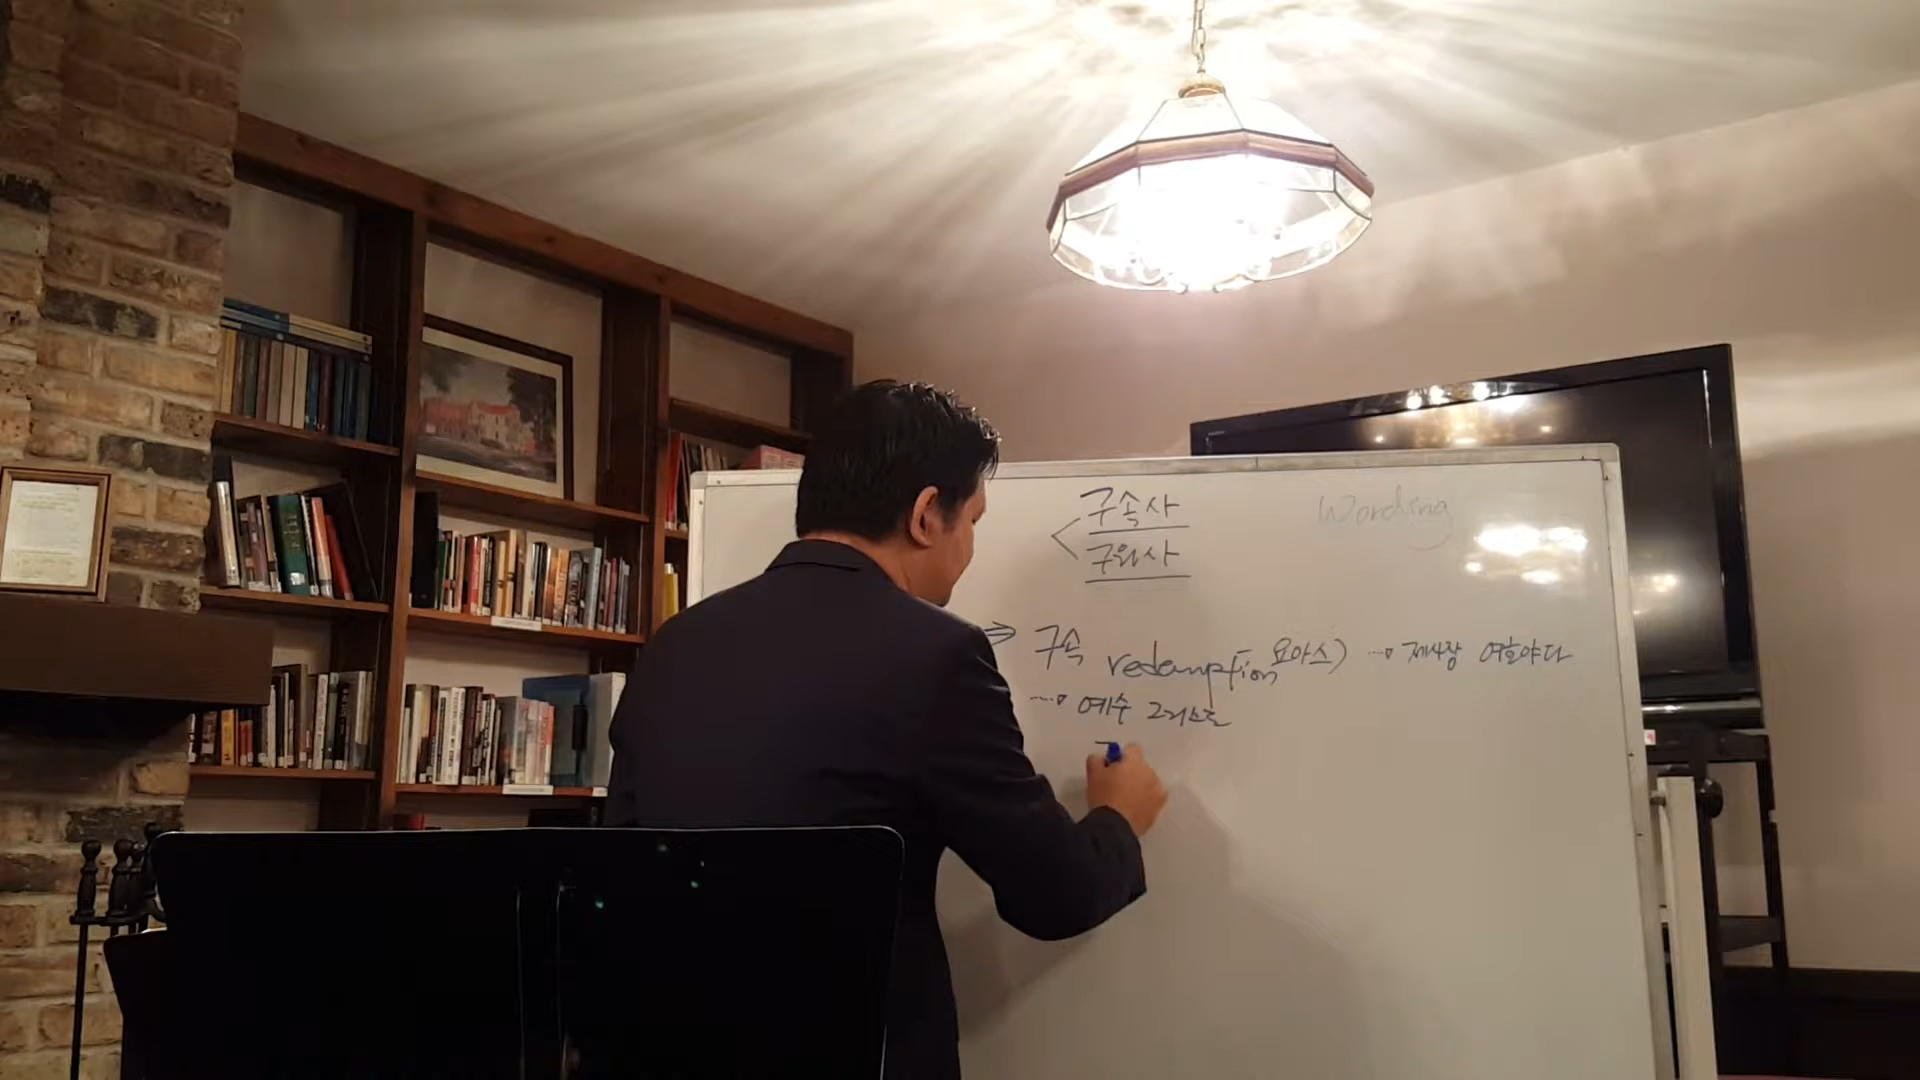 구속사
Wording
구원사
⇒ 구속 redemption 요아스) ⋯▹ 제사장 여호야다
⋯▹ 예수 그리스도